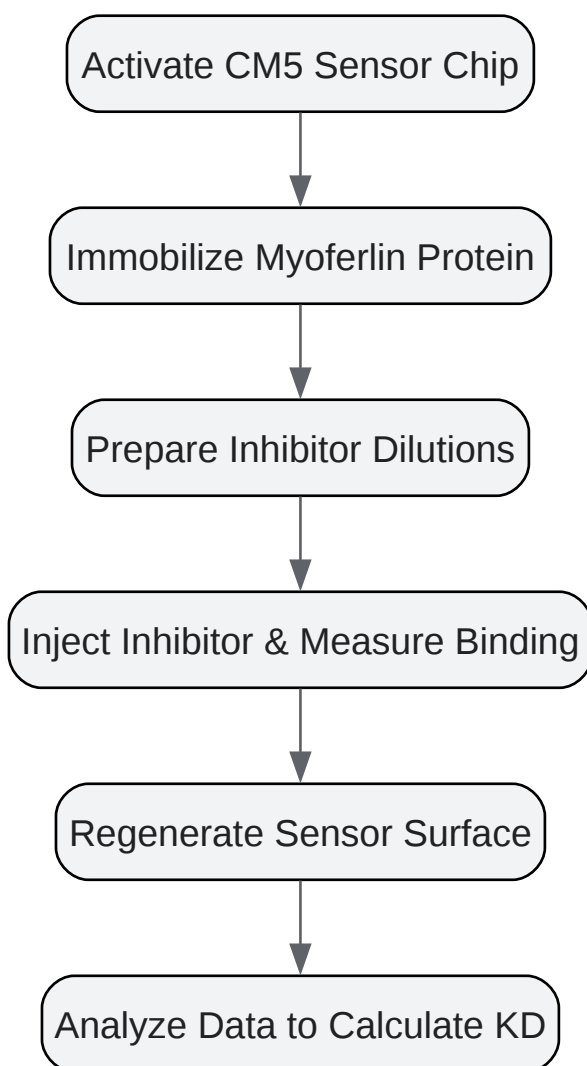 Activate CM5 Sensor Chip
Immobilize Myoferlin Protein
Prepare Inhibitor Dilutions
Inject Inhibitor & Measure Binding
Regenerate Sensor Surface
Analyze Data to Calculate KD